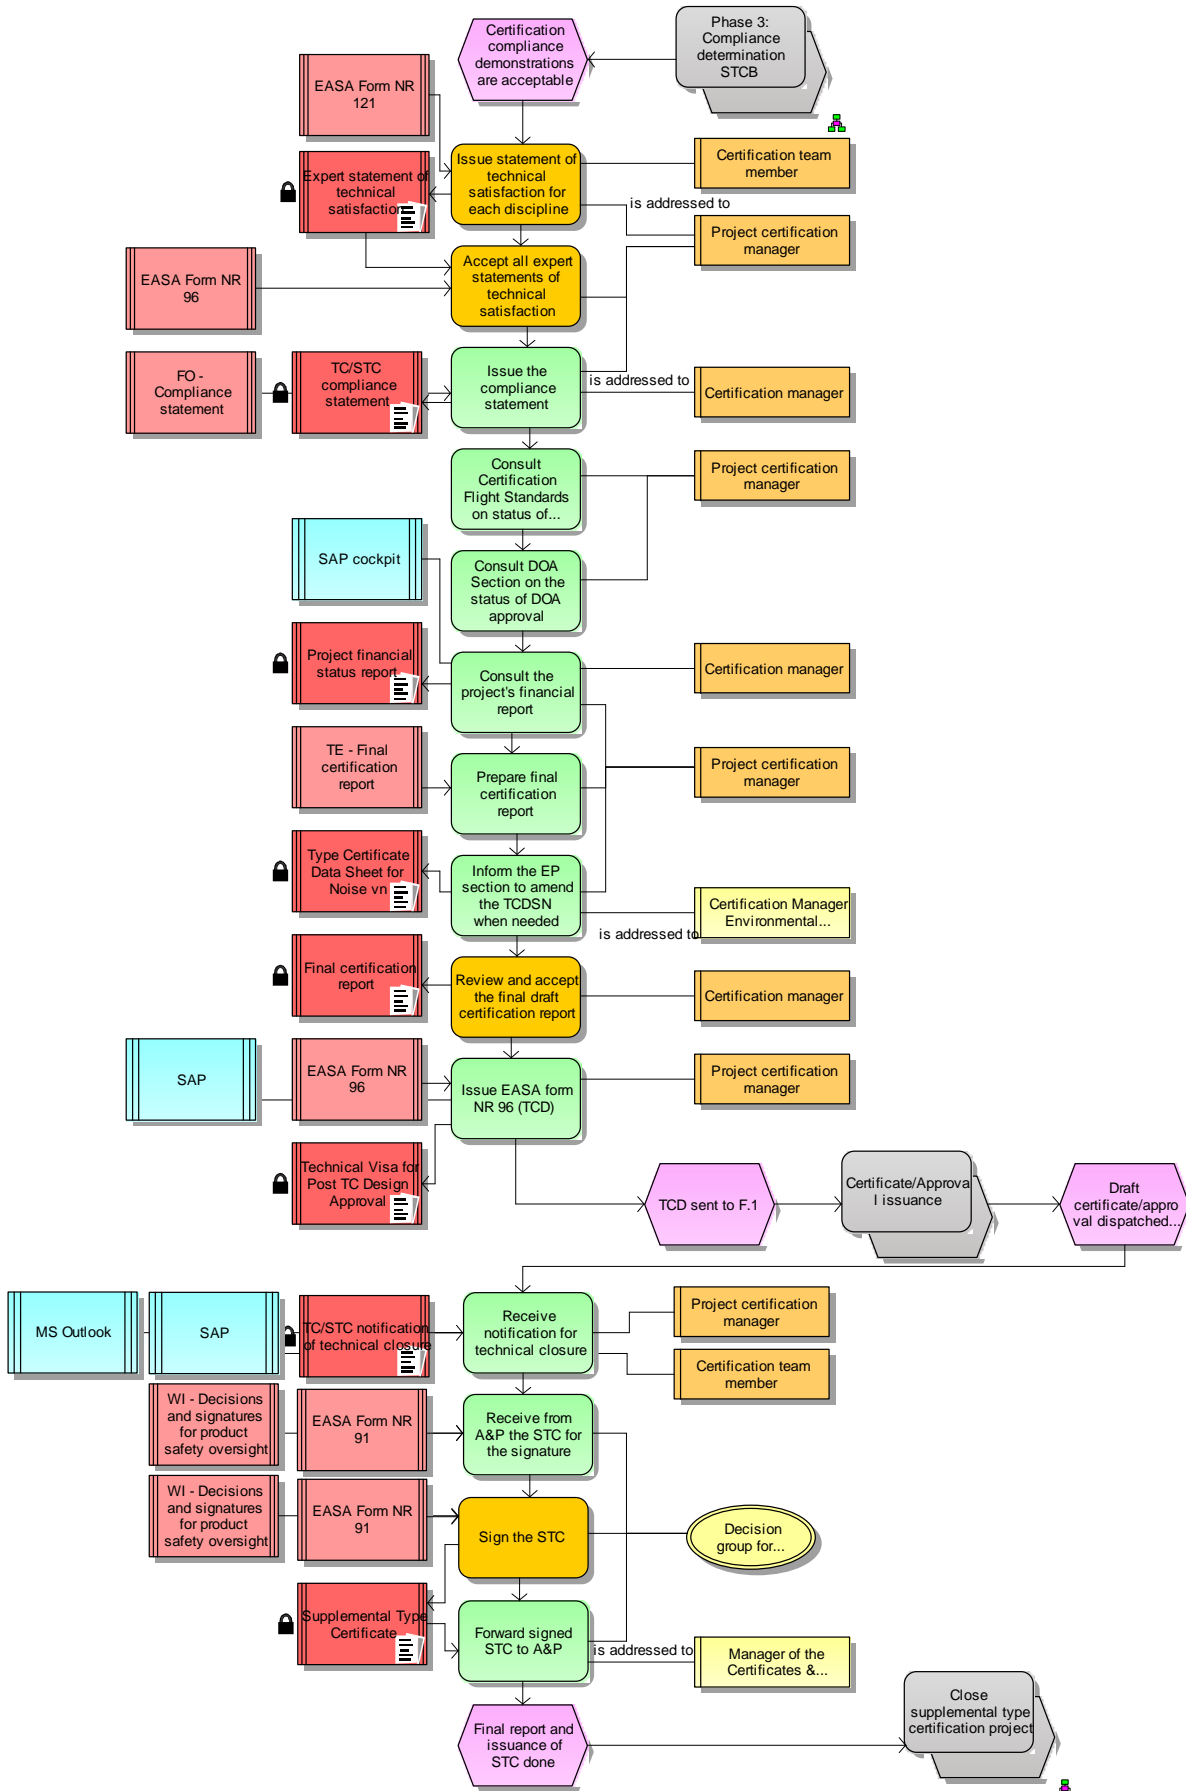 Certification
compliance
demonstrations
are acceptable
Phase 3:
Compliance
determination
STCB
EASA Form NR
121
Expert statement of
technical
satisfaction
Issue statement of
technical
satisfaction for
each discipline
Certification team
member
is addressed to
Project certification
manager
EASA Form NR
96
Accept all expert
statements of
technical
satisfaction
FO -
Compliance
statement
TC/STC
compliance
statement
Issue the
compliance
statement
is addressed to
Certification manager
Consult
Certification
Flight Standards
on status of...
Project certification
manager
SAP cockpit
Consult DOA
Section on the
status of DOA
approval
Project financial
status report
Consult the
project's financial
report
Certification manager
TE - Final
certification
report
Prepare final
certification
report
Project certification
manager
Type Certificate
Data Sheet for
Noise vn
Inform the EP
section to amend
the TCDSN
when needed
Certification Manager
Environmental...
is addressed to
Final certification
report
Review and accept
the final draft
certification report
Certification manager
SAP
EASA Form NR
96
Issue EASA form
NR 96 (TCD)
Project certification
manager
Technical Visa for
Post TC Design
Approval
TCD sent to F.1
Certificate/Approva
l issuance
Draft
certificate/appro
val dispatched...
MS Outlook
SAP
TC/STC notification
of technical closure
Receive
notification for
technical closure
Project certification
manager
Certification team
member
WI - Decisions
and signatures
for product
safety oversight
EASA Form NR
91
Receive from
A&P the STC for
the signature
WI - Decisions
and signatures
for product
safety oversight
EASA Form NR
91
Sign the STC
Decision
group for...
Supplemental Type
Certificate
Forward signed
STC to A&P
is addressed to
Manager of the
Certificates &...
Final report and
issuance of
STC done
Close
supplemental type
certification project